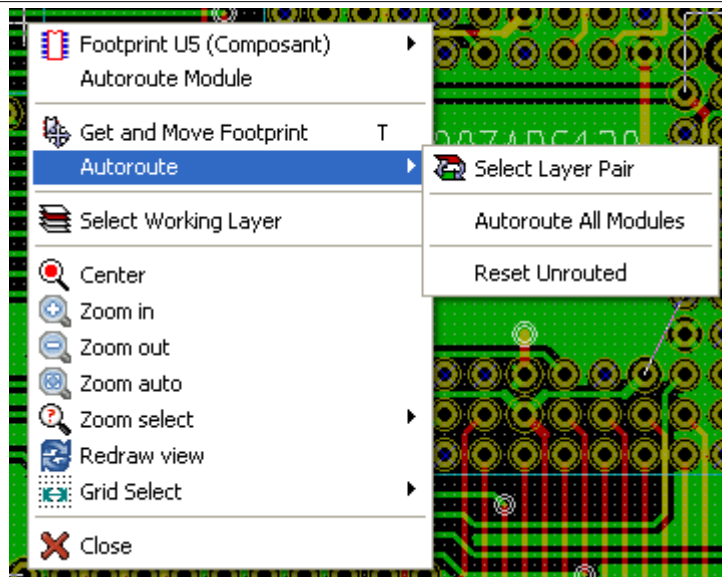 Footprint U5 (Composant)
Autoroute Module
Get and Move Footprint T
Autoroute
Select Layer Pair
Autoroute All Modules
Reset Unrouted
Select Working Layer
Center
Zoom in
Zoom out
Zoom auto
Zoom select
Redraw view
Grid Select
Close